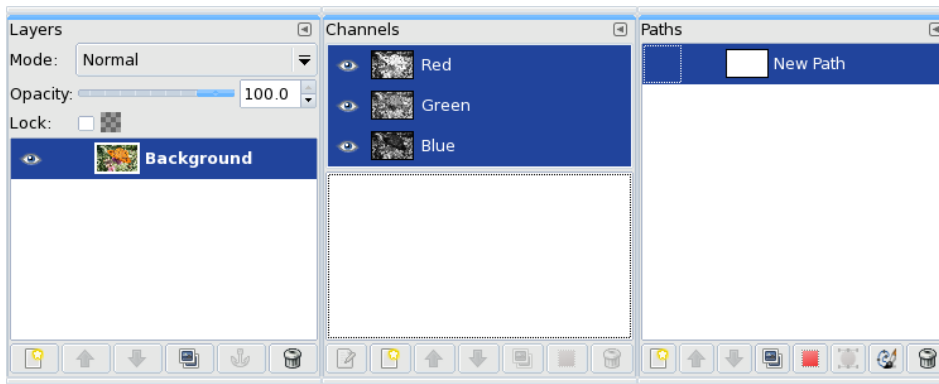 Layers
Mode: Normal
Opacity: 100.0
Lock:
Background
Channels
Red
Green
Blue
Paths
New Path